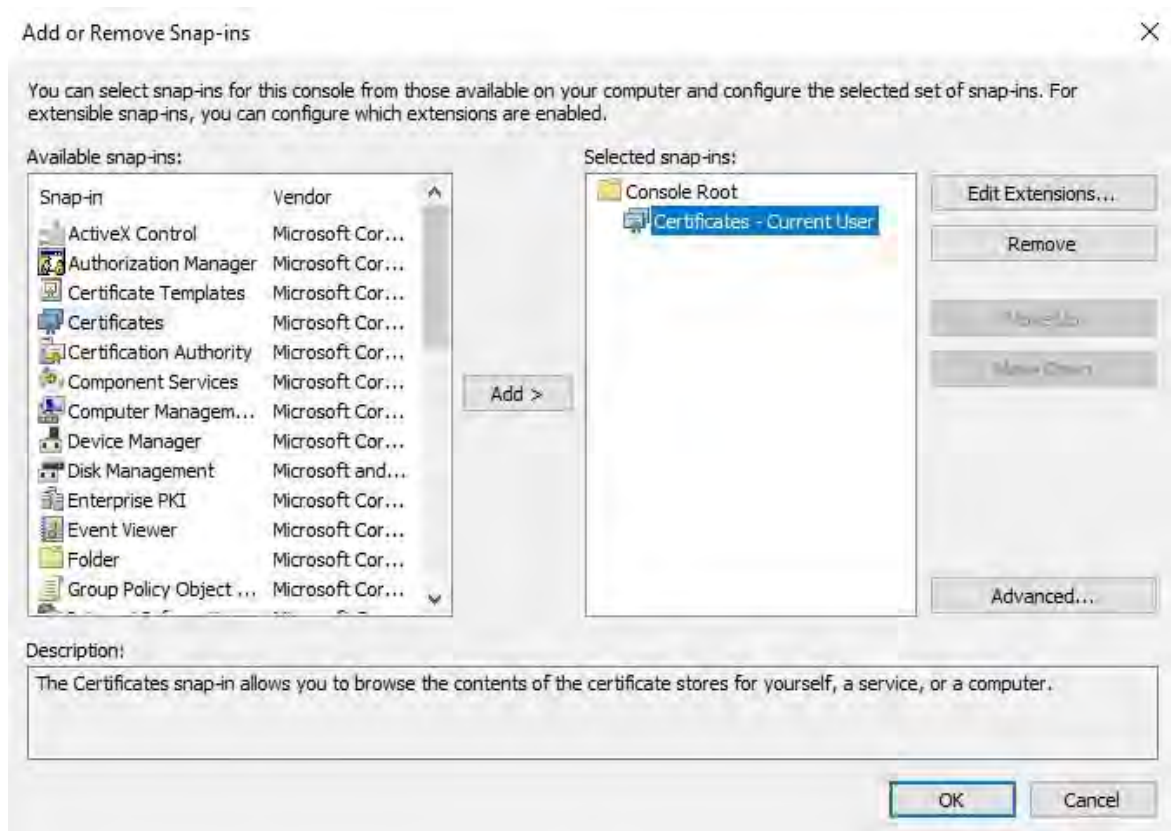 Add or Remove Snap-ins
You can select snap-ins for this console from those available on your computer and configure the selected set of snap-ins. For
extensible snap-ins, you can configure which extensions are enabled.
Available snap-ins:
Snap-in Vendor
ActiveX Control Microsoft Cor...
Authorization Manager Microsoft Cor...
Certificate Templates Microsoft Cor...
Certificates Microsoft Cor...
Certification Authority Microsoft Cor...
Component Services Microsoft Cor...
Computer Managem... Microsoft Cor...
Device Manager Microsoft Cor...
Disk Management Microsoft and...
Enterprise PKI Microsoft Cor...
Event Viewer Microsoft Cor...
Folder Microsoft Cor...
Group Policy Object ... Microsoft Cor...
Add >
Selected snap-ins:
Console Root
Certificates - Current User
Edit Extensions...
Remove
Move Up
Move Down
Advanced...
Description:
The Certificates snap-in allows you to browse the contents of the certificate stores for yourself, a service, or a computer.
OK Cancel